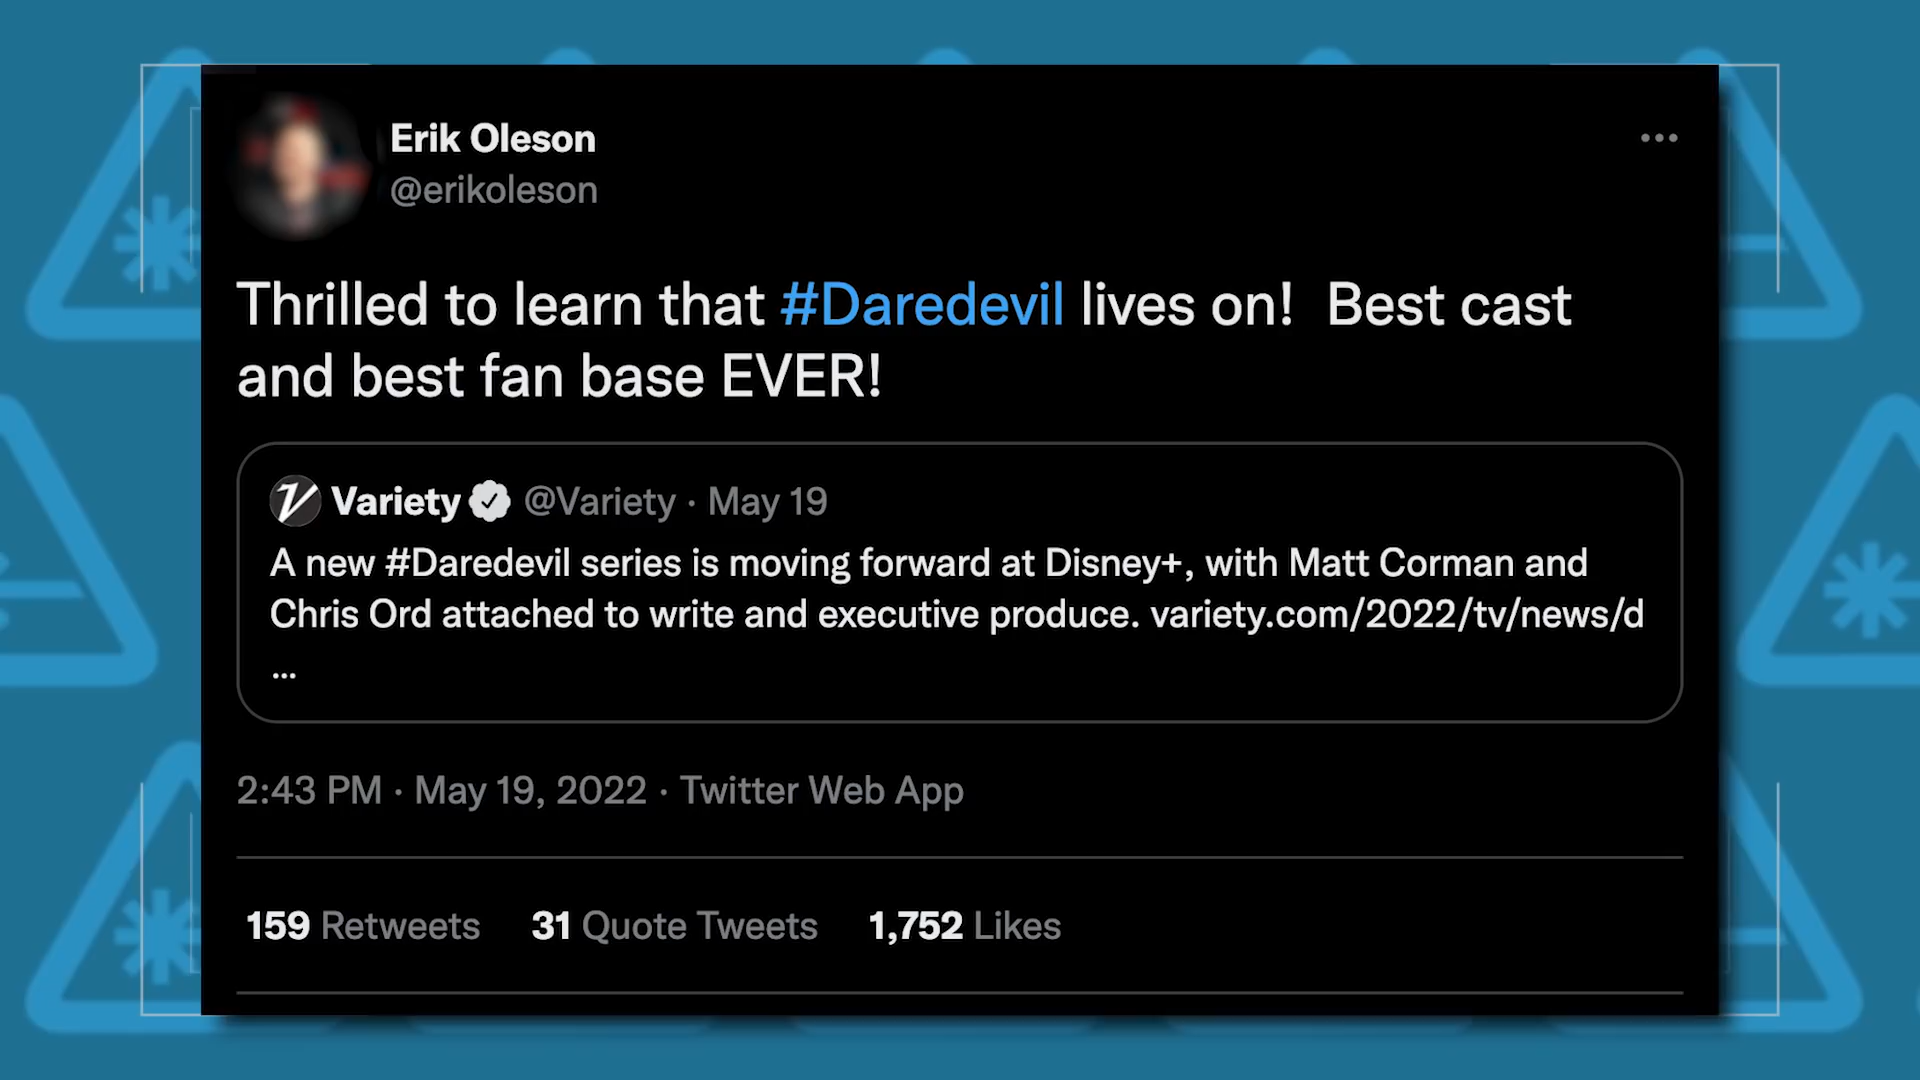 Erik Oleson
@erikoleson
Thrilled to learn that #Daredevil lives on! Best cast
and best fan base EVER!
Variety @Variety · May 19
A new #Daredevil series is moving forward at Disney+, with Matt Corman and
Chris Ord attached to write and executive produce. variety.com/2022/tv/news/d
...
2:43 PM · May 19, 2022 · Twitter Web App
159 Retweets 31 Quote Tweets 1,752 Likes